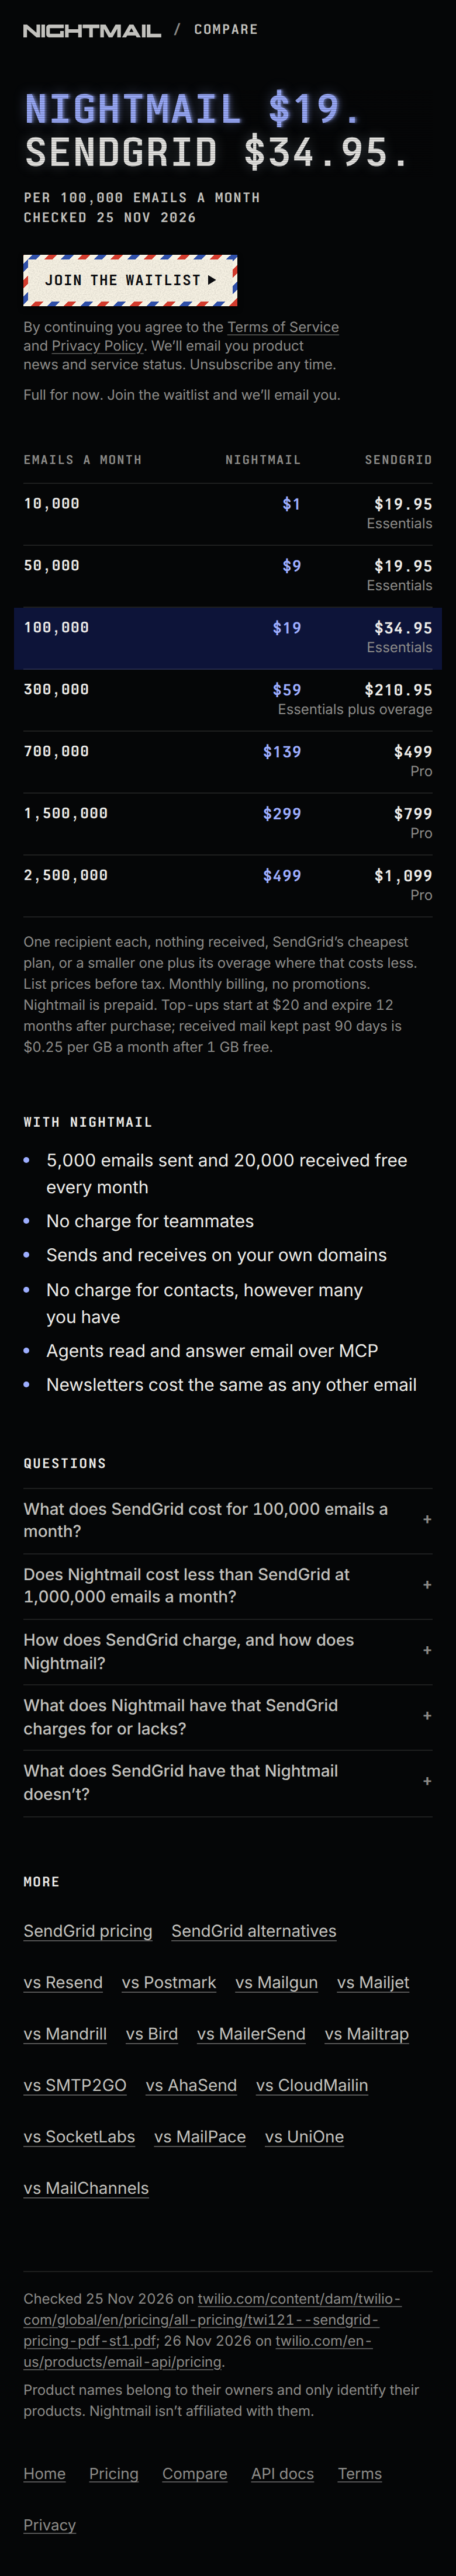 NIGHTMAIL / COMPARE
NIGHTMAIL $19.
SENDGRID $34.95.
PER 100,000 EMAILS A MONTH
CHECKED 25 NOV 2026
JOIN THE WAITLIST
By continuing you agree to the Terms of Service
and Privacy Policy. We’ll email you product
news and service status. Unsubscribe any time.
Full for now. Join the waitlist and we’ll email you.
EMAILS A MONTH NIGHTMAIL SENDGRID
10,000 $1 $19.95
Essentials
50,000 $9 $19.95
Essentials
100,000 $19 $34.95
Essentials
300,000 $59 $210.95
Essentials plus overage
700,000 $139 $499
Pro
1,500,000 $299 $799
Pro
2,500,000 $499 $1,099
Pro
One recipient each, nothing received, SendGrid’s cheapest
plan, or a smaller one plus its overage where that costs less.
List prices before tax. Monthly billing, no promotions.
Nightmail is prepaid. Top-ups start at $20 and expire 12
months after purchase; received mail kept past 90 days is
$0.25 per GB a month after 1 GB free.
WITH NIGHTMAIL
5,000 emails sent and 20,000 received free
every month
No charge for teammates
Sends and receives on your own domains
No charge for contacts, however many
you have
Agents read and answer email over MCP
Newsletters cost the same as any other email
QUESTIONS
What does SendGrid cost for 100,000 emails a
month? +
Does Nightmail cost less than SendGrid at
1,000,000 emails a month? +
How does SendGrid charge, and how does
Nightmail? +
What does Nightmail have that SendGrid
charges for or lacks? +
What does SendGrid have that Nightmail
doesn’t? +
MORE
SendGrid pricing SendGrid alternatives
vs Resend vs Postmark vs Mailgun vs Mailjet
vs Mandrill vs Bird vs MailerSend vs Mailtrap
vs SMTP2GO vs AhaSend vs CloudMailin
vs SocketLabs vs MailPace vs UniOne
vs MailChannels
Checked 25 Nov 2026 on twilio.com/content/dam/twilio-
com/global/en/pricing/all-pricing/twi121--sendgrid-
pricing-pdf-st1.pdf; 26 Nov 2026 on twilio.com/en-
us/products/email-api/pricing.
Product names belong to their owners and only identify their
products. Nightmail isn’t affiliated with them.
Home Pricing Compare API docs Terms
Privacy